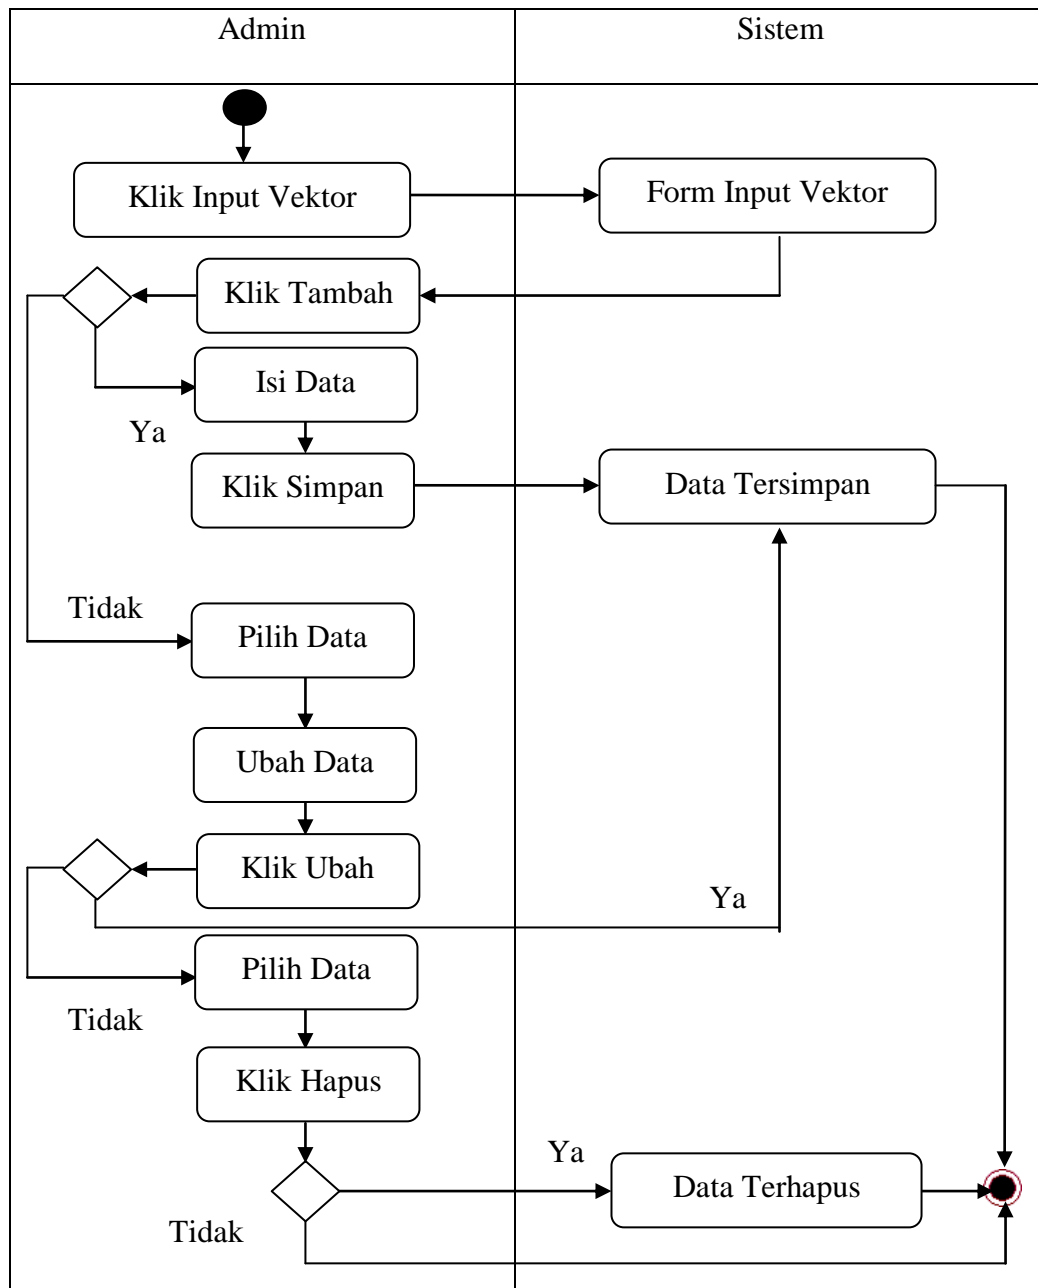 Admin
Sistem
Klik Input Vektor
Form Input Vektor
Klik Tambah
Isi Data
Ya
Klik Simpan
Data Tersimpan
Tidak
Pilih Data
Ubah Data
Klik Ubah
Ya
Pilih Data
Tidak
Klik Hapus
Ya
Data Terhapus
Tidak